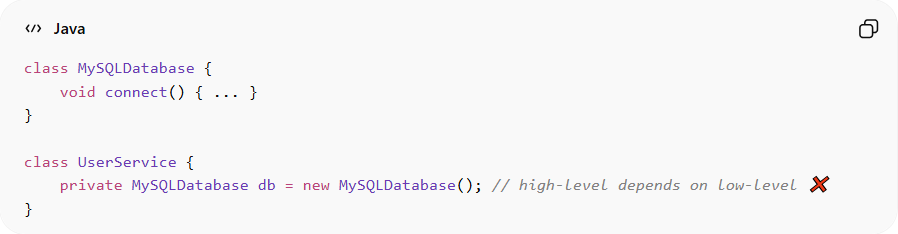 </> Java
class MySQLDatabase {
    void connect() { ... }
}
class UserService {
    private MySQLDatabase db = new MySQLDatabase(); // high-level depends on low-level ❌
}